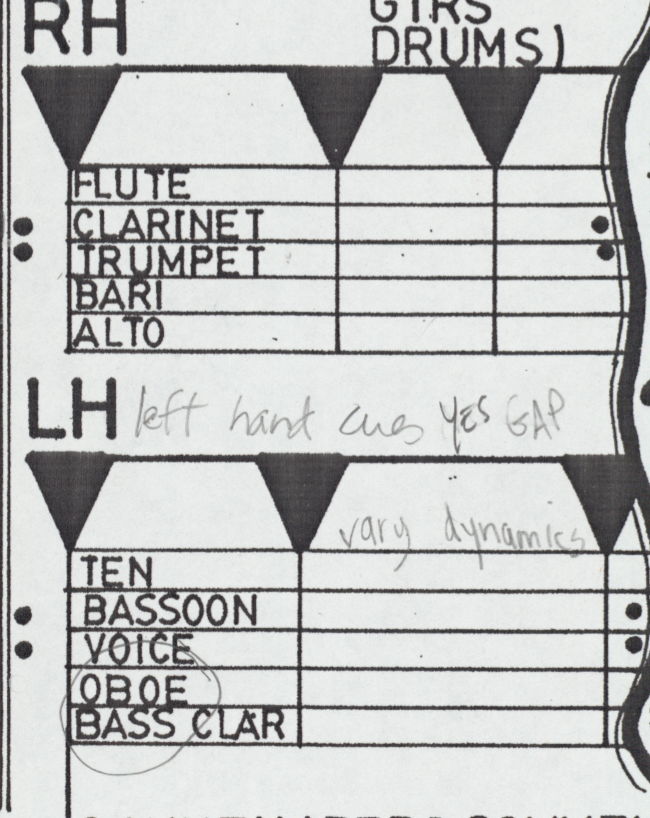 RH
GTRS
DRUMS)
FLUTE
CLARINET
TRUMPET
BARI
ALTO
LH left hand cues yes GAP
vary dynamics
TEN
BASSOON
VOICE
OBOE
BASS CLAR